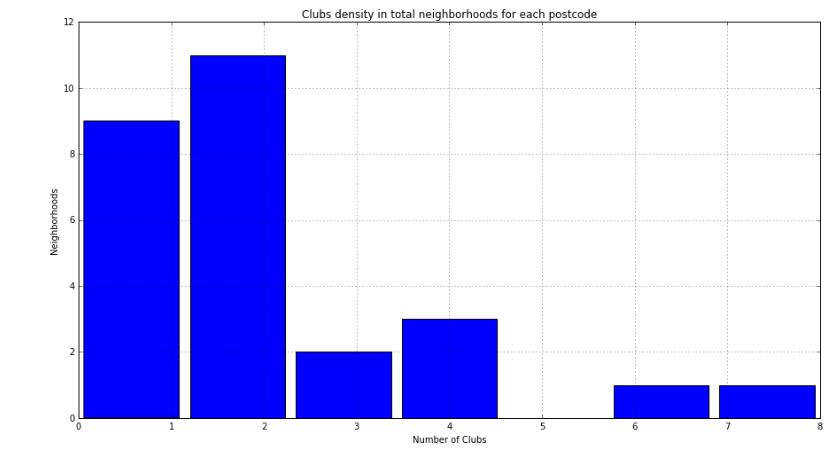 Clubs density in total neighborhoods for each postcode
12
10
8
6
4
2
0
Neighborhoods
0 1 2 3 4 5 6 7 8
Number of Clubs